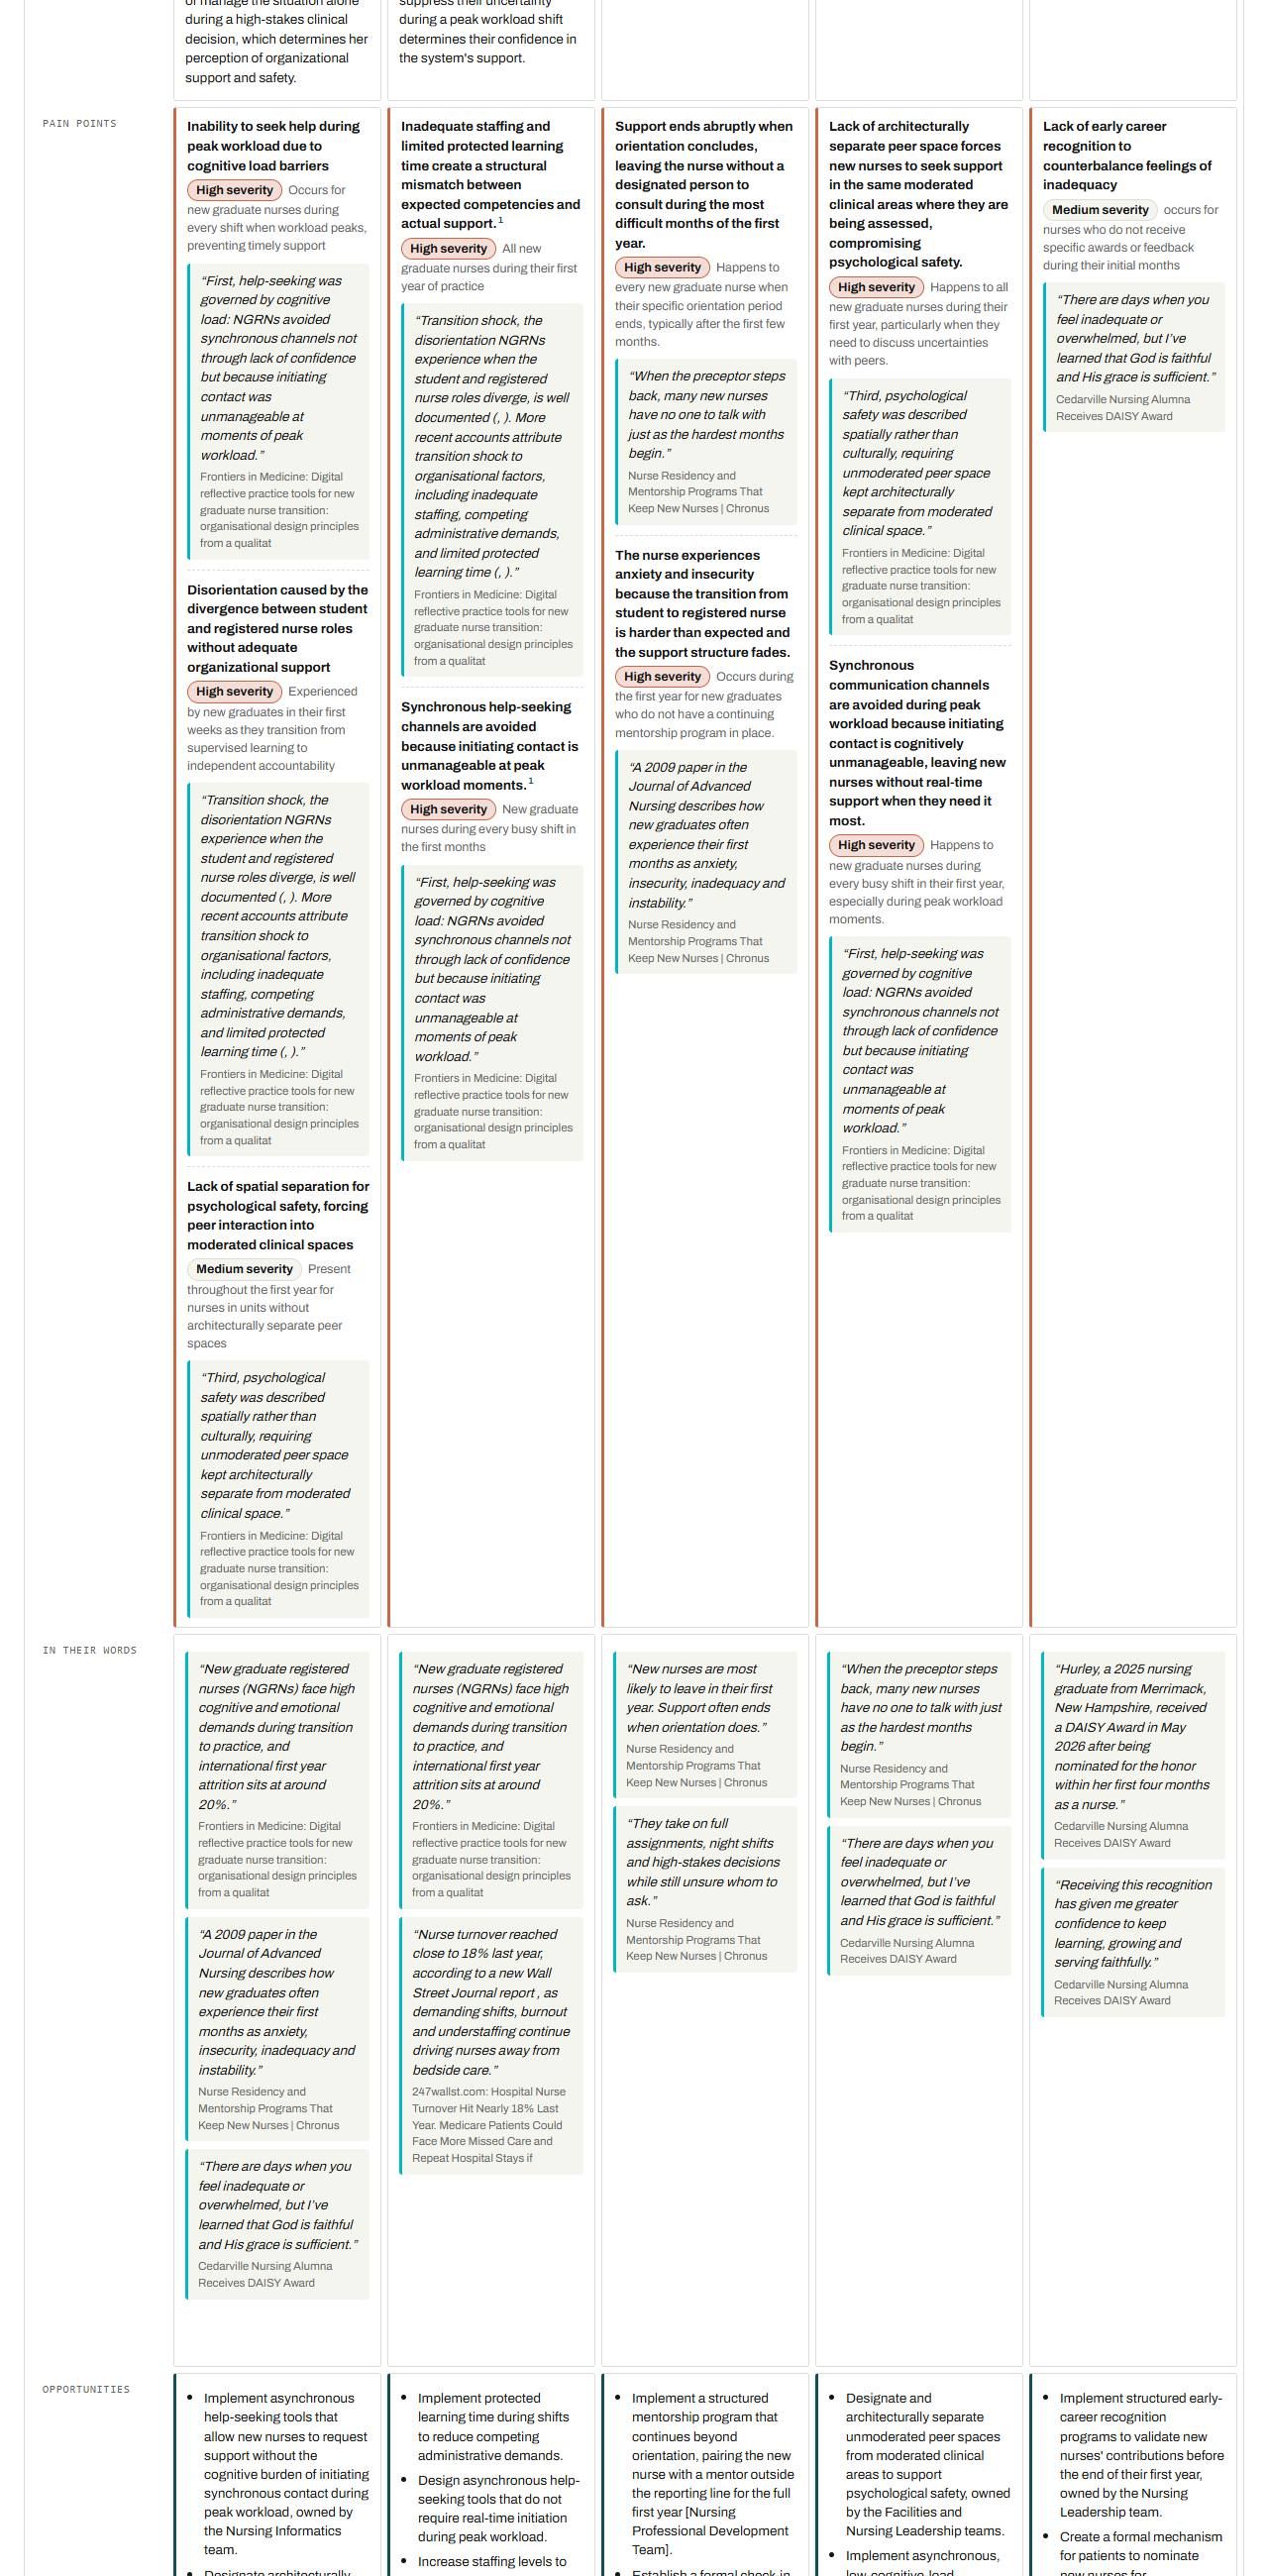 or manage the situation alone
during a high-stakes clinical
decision, which determines her
perception of organizational
support and safety.
suppress their uncertainty
during a peak workload shift
determines their confidence in
the system's support.
PAIN POINTS
Inability to seek help during
peak workload due to
cognitive load barriers
High severity Occurs for
new graduate nurses during
every shift when workload peaks,
preventing timely support
“First, help-seeking was
governed by cognitive
load: NGRNs avoided
synchronous channels not
through lack of confidence
but because initiating
contact was
unmanageable at
moments of peak
workload.”
Frontiers in Medicine: Digital
reflective practice tools for new
graduate nurse transition:
organisational design principles
from a qualitat
Disorientation caused by the
divergence between student
and registered nurse roles
without adequate
organizational support
High severity Experienced
by new graduates in their first
weeks as they transition from
supervised learning to
independent accountability
“Transition shock, the
disorientation NGRNs
experience when the
student and registered
nurse roles diverge, is well
documented (, ). More
recent accounts attribute
transition shock to
organisational factors,
including inadequate
staffing, competing
administrative demands,
and limited protected
learning time (, ).”
Frontiers in Medicine: Digital
reflective practice tools for new
graduate nurse transition:
organisational design principles
from a qualitat
Lack of spatial separation for
psychological safety, forcing
peer interaction into
moderated clinical spaces
Medium severity Present
throughout the first year for
nurses in units without
architecturally separate peer
spaces
“Third, psychological
safety was described
spatially rather than
culturally, requiring
unmoderated peer space
kept architecturally
separate from moderated
clinical space.”
Frontiers in Medicine: Digital
reflective practice tools for new
graduate nurse transition:
organisational design principles
from a qualitat
Inadequate staffing and
limited protected learning
time create a structural
mismatch between
expected competencies and
actual support.1
High severity All new
graduate nurses during their first
year of practice
“Transition shock, the
disorientation NGRNs
experience when the
student and registered
nurse roles diverge, is well
documented (, ). More
recent accounts attribute
transition shock to
organisational factors,
including inadequate
staffing, competing
administrative demands,
and limited protected
learning time (, ).”
Frontiers in Medicine: Digital
reflective practice tools for new
graduate nurse transition:
organisational design principles
from a qualitat
Synchronous help-seeking
channels are avoided
because initiating contact is
unmanageable at peak
workload moments.1
High severity New graduate
nurses during every busy shift in
the first months
“First, help-seeking was
governed by cognitive
load: NGRNs avoided
synchronous channels not
through lack of confidence
but because initiating
contact was
unmanageable at
moments of peak
workload.”
Frontiers in Medicine: Digital
reflective practice tools for new
graduate nurse transition:
organisational design principles
from a qualitat
Support ends abruptly when
orientation concludes,
leaving the nurse without a
designated person to
consult during the most
difficult months of the first
year.
High severity Happens to
every new graduate nurse when
their specific orientation period
ends, typically after the first few
months.
“When the preceptor steps
back, many new nurses
have no one to talk with
just as the hardest months
begin.”
Nurse Residency and
Mentorship Programs That
Keep New Nurses | Chronus
The nurse experiences
anxiety and insecurity
because the transition from
student to registered nurse
is harder than expected and
the support structure fades.
High severity Occurs during
the first year for new graduates
who do not have a continuing
mentorship program in place.
“A 2009 paper in the
Journal of Advanced
Nursing describes how
new graduates often
experience their first
months as anxiety,
insecurity, inadequacy and
instability.”
Nurse Residency and
Mentorship Programs That
Keep New Nurses | Chronus
Lack of architecturally
separate peer space forces
new nurses to seek support
in the same moderated
clinical areas where they are
being assessed,
compromising
psychological safety.
High severity Happens to all
new graduate nurses during their
first year, particularly when they
need to discuss uncertainties
with peers.
“Third, psychological
safety was described
spatially rather than
culturally, requiring
unmoderated peer space
kept architecturally
separate from moderated
clinical space.”
Frontiers in Medicine: Digital
reflective practice tools for new
graduate nurse transition:
organisational design principles
from a qualitat
Synchronous
communication channels
are avoided during peak
workload because initiating
contact is cognitively
unmanageable, leaving new
nurses without real-time
support when they need it
most.
High severity Happens to
new graduate nurses during
every busy shift in their first year,
especially during peak workload
moments.
“First, help-seeking was
governed by cognitive
load: NGRNs avoided
synchronous channels not
through lack of confidence
but because initiating
contact was
unmanageable at
moments of peak
workload.”
Frontiers in Medicine: Digital
reflective practice tools for new
graduate nurse transition:
organisational design principles
from a qualitat
Lack of early career
recognition to
counterbalance feelings of
inadequacy
Medium severity occurs for
nurses who do not receive
specific awards or feedback
during their initial months
“There are days when you
feel inadequate or
overwhelmed, but I’ve
learned that God is faithful
and His grace is sufficient.”
Cedarville Nursing Alumna
Receives DAISY Award
IN THEIR WORDS
“New graduate registered
nurses (NGRNs) face high
cognitive and emotional
demands during transition
to practice, and
international first year
attrition sits at around
20%.”
Frontiers in Medicine: Digital
reflective practice tools for new
graduate nurse transition:
organisational design principles
from a qualitat
“A 2009 paper in the
Journal of Advanced
Nursing describes how
new graduates often
experience their first
months as anxiety,
insecurity, inadequacy and
instability.”
Nurse Residency and
Mentorship Programs That
Keep New Nurses | Chronus
“There are days when you
feel inadequate or
overwhelmed, but I’ve
learned that God is faithful
and His grace is sufficient.”
Cedarville Nursing Alumna
Receives DAISY Award
“New graduate registered
nurses (NGRNs) face high
cognitive and emotional
demands during transition
to practice, and
international first year
attrition sits at around
20%.”
Frontiers in Medicine: Digital
reflective practice tools for new
graduate nurse transition:
organisational design principles
from a qualitat
“Nurse turnover reached
close to 18% last year,
according to a new Wall
Street Journal report , as
demanding shifts, burnout
and understaffing continue
driving nurses away from
bedside care.”
247wallst.com: Hospital Nurse
Turnover Hit Nearly 18% Last
Year. Medicare Patients Could
Face More Missed Care and
Repeat Hospital Stays if
“New nurses are most
likely to leave in their first
year. Support often ends
when orientation does.”
Nurse Residency and
Mentorship Programs That
Keep New Nurses | Chronus
“They take on full
assignments, night shifts
and high-stakes decisions
while still unsure whom to
ask.”
Nurse Residency and
Mentorship Programs That
Keep New Nurses | Chronus
“When the preceptor steps
back, many new nurses
have no one to talk with just
as the hardest months
begin.”
Nurse Residency and
Mentorship Programs That
Keep New Nurses | Chronus
“There are days when you
feel inadequate or
overwhelmed, but I’ve
learned that God is faithful
and His grace is sufficient.”
Cedarville Nursing Alumna
Receives DAISY Award
“Hurley, a 2025 nursing
graduate from Merrimack,
New Hampshire, received
a DAISY Award in May
2026 after being
nominated for the honor
within her first four months
as a nurse.”
Cedarville Nursing Alumna
Receives DAISY Award
“Receiving this recognition
has given me greater
confidence to keep
learning, growing and
serving faithfully.”
Cedarville Nursing Alumna
Receives DAISY Award
OPPORTUNITIES
• Implement asynchronous
help-seeking tools that
allow new nurses to request
support without the
cognitive burden of initiating
synchronous contact during
peak workload, owned by
the Nursing Informatics
team.
• Designate architecturally
• Implement protected
learning time during shifts
to reduce competing
administrative demands.
• Design asynchronous help-
seeking tools that do not
require real-time initiation
during peak workload.
• Increase staffing levels to
• Implement a structured
mentorship program that
continues beyond
orientation, pairing the new
nurse with a mentor outside
the reporting line for the full
first year [Nursing
Professional Development
Team].
• Establish a formal check-in
• Designate and
architecturally separate
unmoderated peer spaces
from moderated clinical
areas to support
psychological safety, owned
by the Facilities and
Nursing Leadership teams.
• Implement asynchronous,
low-cognitive-load
• Implement structured early-
career recognition
programs to validate new
nurses' contributions before
the end of their first year,
owned by the Nursing
Leadership team.
• Create a formal mechanism
for patients to nominate
new nurses for